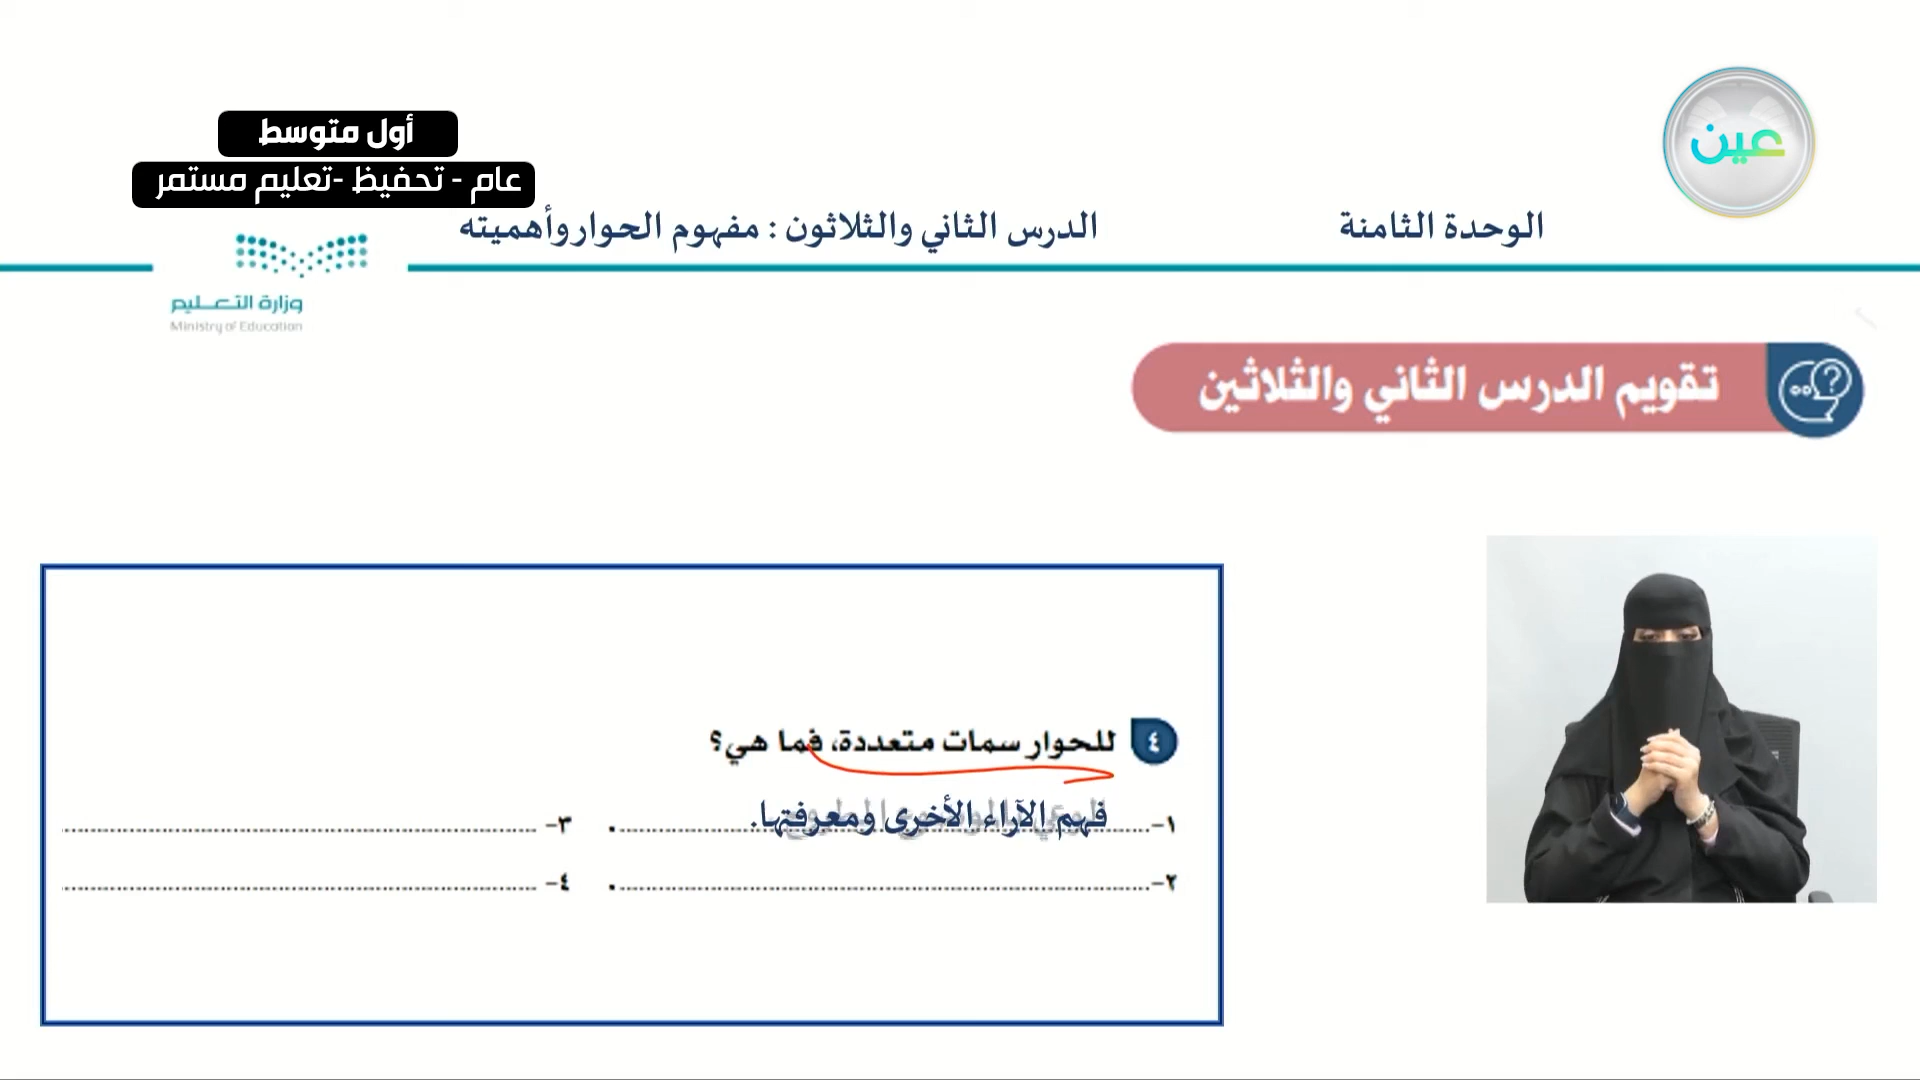 عين
أول متوسط
عام - تحفيظ -تعليم مستمر
الوحدة الثامنة
الدرس الثاني والثلاثون : مفهوم الحوار وأهميته
وزارة التعليم
Ministry of Education
تقويم الدرس الثاني والثلاثين
٤ للحوار سمات متعددة، فما هي؟
١- فهم الآراء الأخرى ومعرفتها.
٢-
٣-
٤-